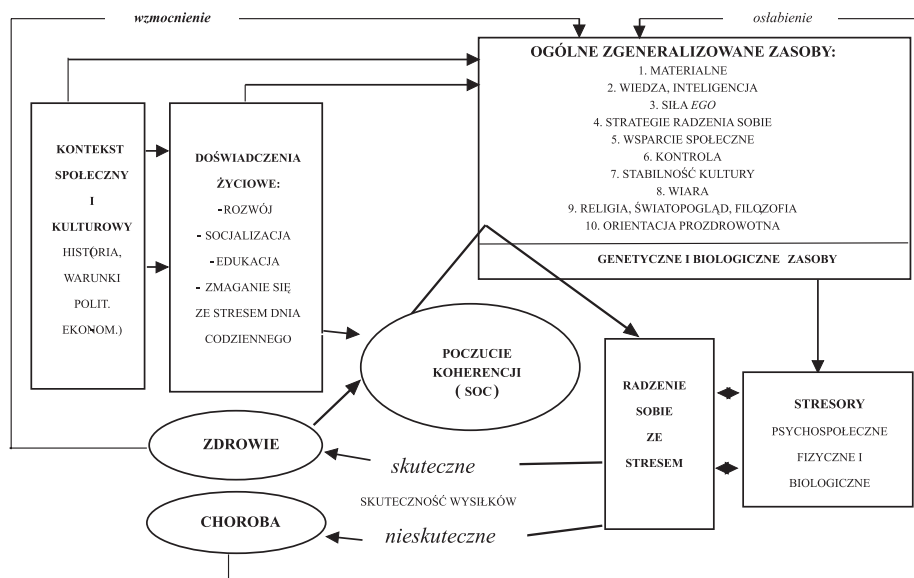 wzmocnienie
osłabienie
OGÓLNE ZGENERALIZOWANE ZASOBY:
1. MATERIALNE
2. WIEDZA, INTELIGENCJA
3. SIŁA EGO
4. STRATEGIE RADZENIA SOBIE
5. WSPARCIE SPOŁECZNE
6. KONTROLA
7. STABILNOŚĆ KULTURY
8. WIARA
9. RELIGIA, ŚWIATOPOGLĄD, FILOZOFIA
10. ORIENTACJA PROZDROWOTNA
GENETYCZNE I BIOLOGICZNE ZASOBY
KONTEKST
SPOŁECZNY
I
KULTUROWY
HISTORIA,
WARUNKI
POLIT.
EKONOM.)
DOŚWIADCZENIA
ŻYCIOWE:
-ROZWÓJ
- SOCJALIZACJA
-EDUKACJA
- ZMAGANIE SIĘ
ZE STRESEM DNIA
CODZIENNEGO
POCZUCIE
KOHERENCJI
( SOC)
RADZENIE
SOBIE
ZE
STRESEM
STRESORY
PSYCHOSPOŁECZNE
FIZYCZNE I
BIOLOGICZNE
ZDROWIE
skuteczne
SKUTECZNOŚĆ WYSIŁKÓW
CHOROBA
nieskuteczne